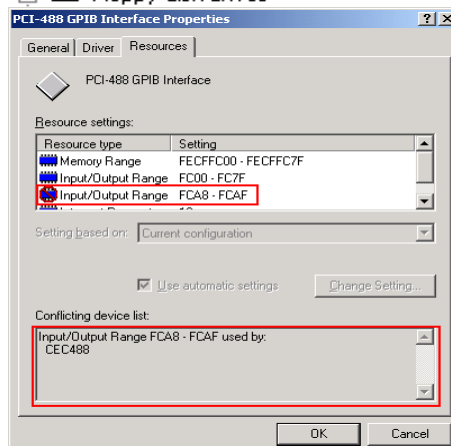 PCI-488 GPIB Interface Properties
General Driver Resources
PCI-488 GPIB Interface
Resource settings:
Resource type Setting
Memory Range FECFFC00 - FECFFC7F
Input/Output Range FC00 - FC7F
Input/Output Range FCA8 - FCAF
Setting based on: Current configuration
Use automatic settings Change Setting...
Conflicting device list:
Input/Output Range FCA8 - FCAF used by:
CEC488
OK Cancel